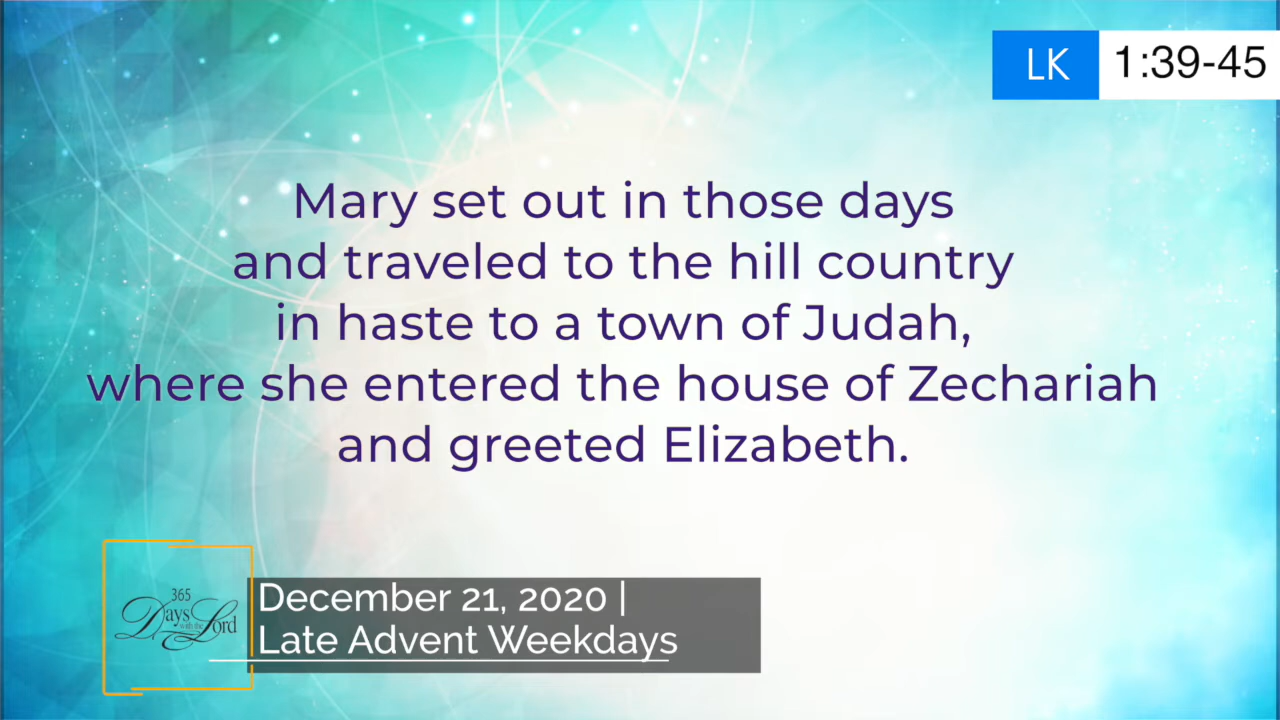 LK 1:39-45
Mary set out in those days
and traveled to the hill country
in haste to a town of Judah,
where she entered the house of Zechariah
and greeted Elizabeth.
365
Days with the Lord
December 21, 2020 |
Late Advent Weekdays